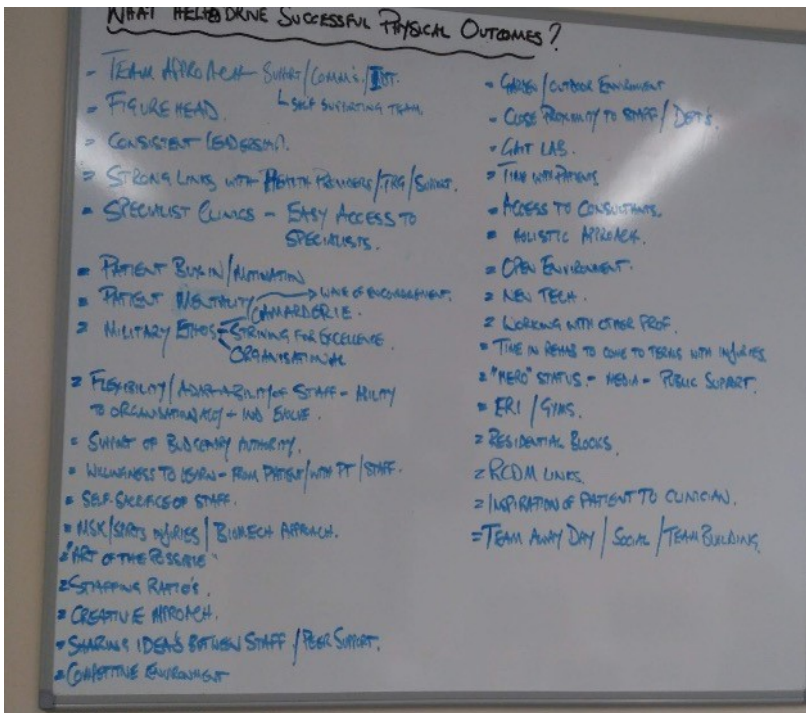 WHAT HELPS DRIVE SUCCESSFUL PHYSICAL OUTCOMES?
- TEAM APPROACH SUPPORT/COMM'S/IDT.
↳ SELF SUPPORTING TEAM.
- FIGURE HEAD.
- CONSISTENT LEADERSHIP.
- STRONG LINKS WITH HEALTH PROVIDERS/TRG/SUPPORT.
- SPECIALIST CLINICS - EASY ACCESS TO
SPECIALISTS.
- PATIENT BUY IN/MOTIVATION
- PATIENT MENTALITY/ → WAVE OF ENCOURAGEMENT.
CAMARDERIE.
- MILITARY ETHOS - STRIVING FOR EXCELLENCE
ORGANISATIONAL
- FLEXIBILITY/ADAPTABILITY OF STAFF - ABILITY
TO ORGANISATIONALLY + IND EVOLVE.
- SUPPORT OF BUDGETARY AUTHORITY.
- WILLINGNESS TO LEARN - FROM PATIENT/WITH PT/STAFF.
- SELF-SACRIFICE OF STAFF.
- MSK/SPORTS INJURIES/BIOMECH APPROACH.
- "ART OF THE POSSIBLE"
- STAFFING RATIO'S.
- CREATIVE APPROACH.
- SHARING IDEAS BETWEEN STAFF/PEER SUPPORT.
- COMPETITIVE ENVIRONMENT
- GARDEN/OUTDOOR ENVIRONMENT
- CLOSE PROXIMITY TO STAFF/DEPT'S.
- GAIT LAB.
- TIME WITH PATIENTS.
- ACCESS TO CONSULTANTS.
- HOLISTIC APPROACH.
- OPEN ENVIRONMENT.
- NEW TECH.
- WORKING WITH OTHER PROF.
- TIME IN REHAB TO COME TO TERMS WITH INJURIES.
- "HERO" STATUS. - MEDIA - PUBLIC SUPPORT.
- ERI/GYMS.
- RESIDENTIAL BLOCKS.
- RCDM LINKS.
- INSPIRATION OF PATIENT TO CLINICIAN.
- TEAM AWAY DAY/SOCIAL/TEAM BUILDING.